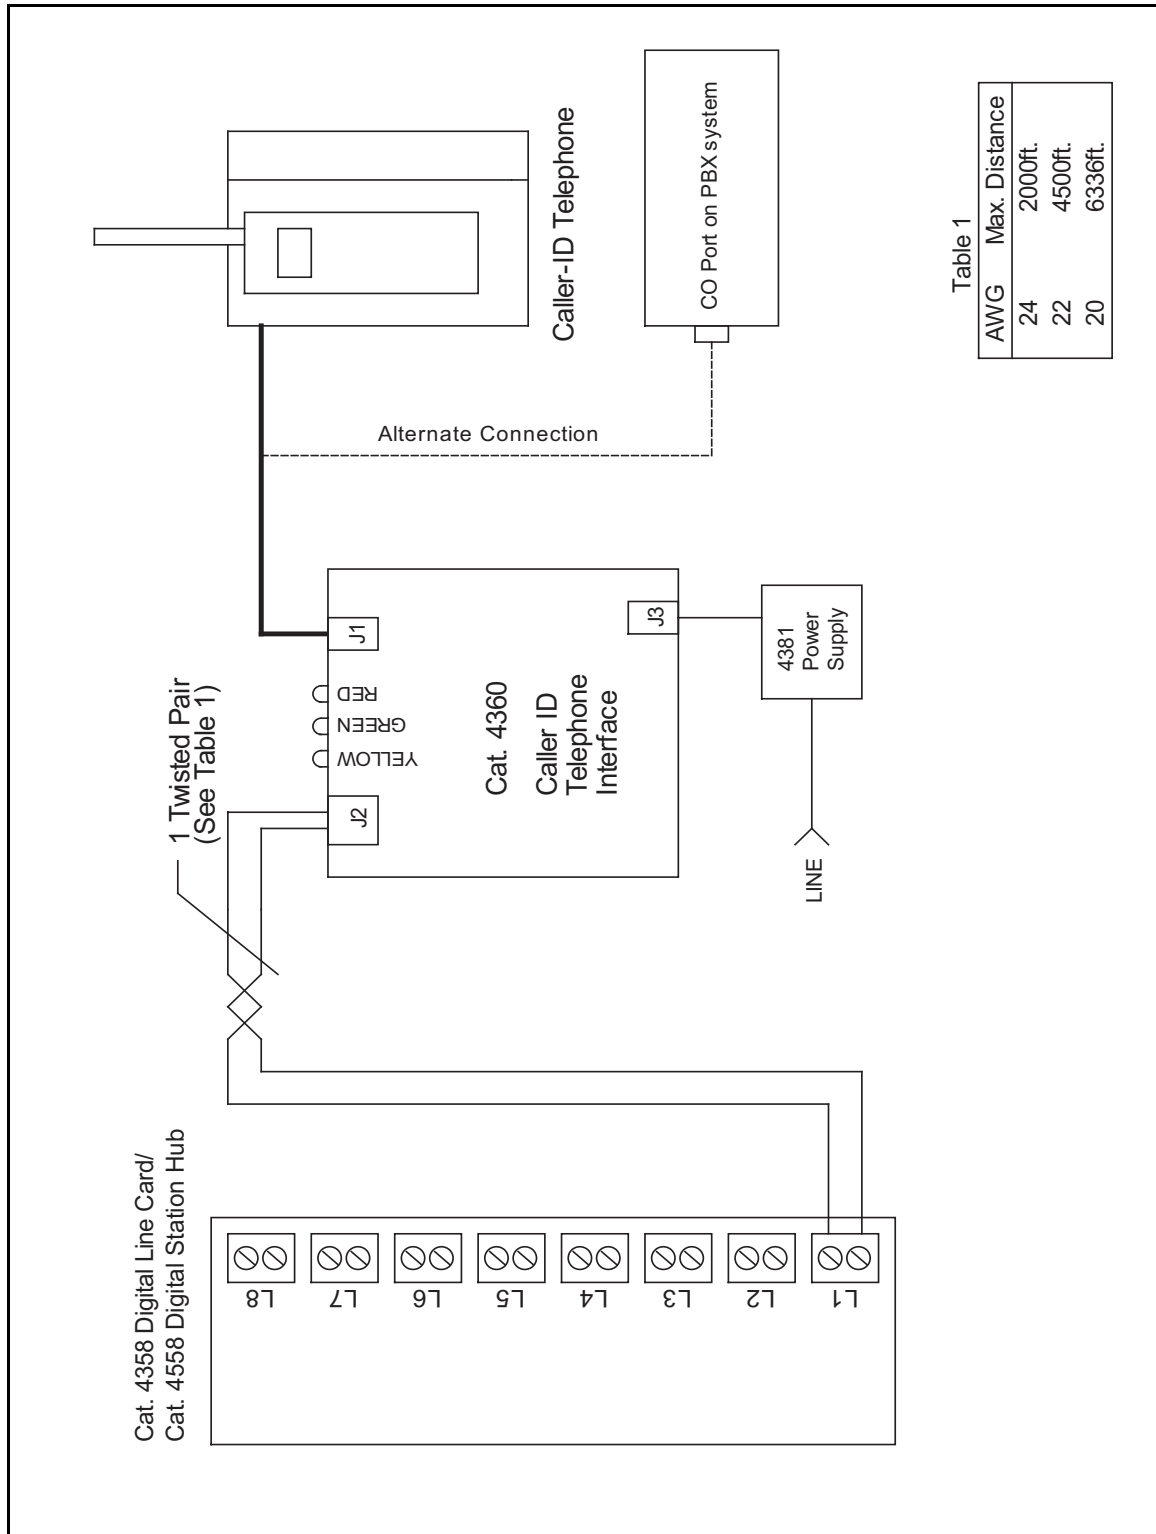 Cat. 4358 Digital Line Card/
Cat. 4558 Digital Station Hub
L8
L7
L6
L5
L4
L3
L2
L1
1 Twisted Pair
(See Table 1)
J2
YELLOW
GREEN
RED
J1
Cat. 4360
Caller ID
Telephone
Interface
J3
4381
Power
Supply
LINE
Alternate Connection
Caller-ID Telephone
CO Port on PBX system
Table 1
AWG Max. Distance
24 2000ft.
22 4500ft.
20 6336ft.